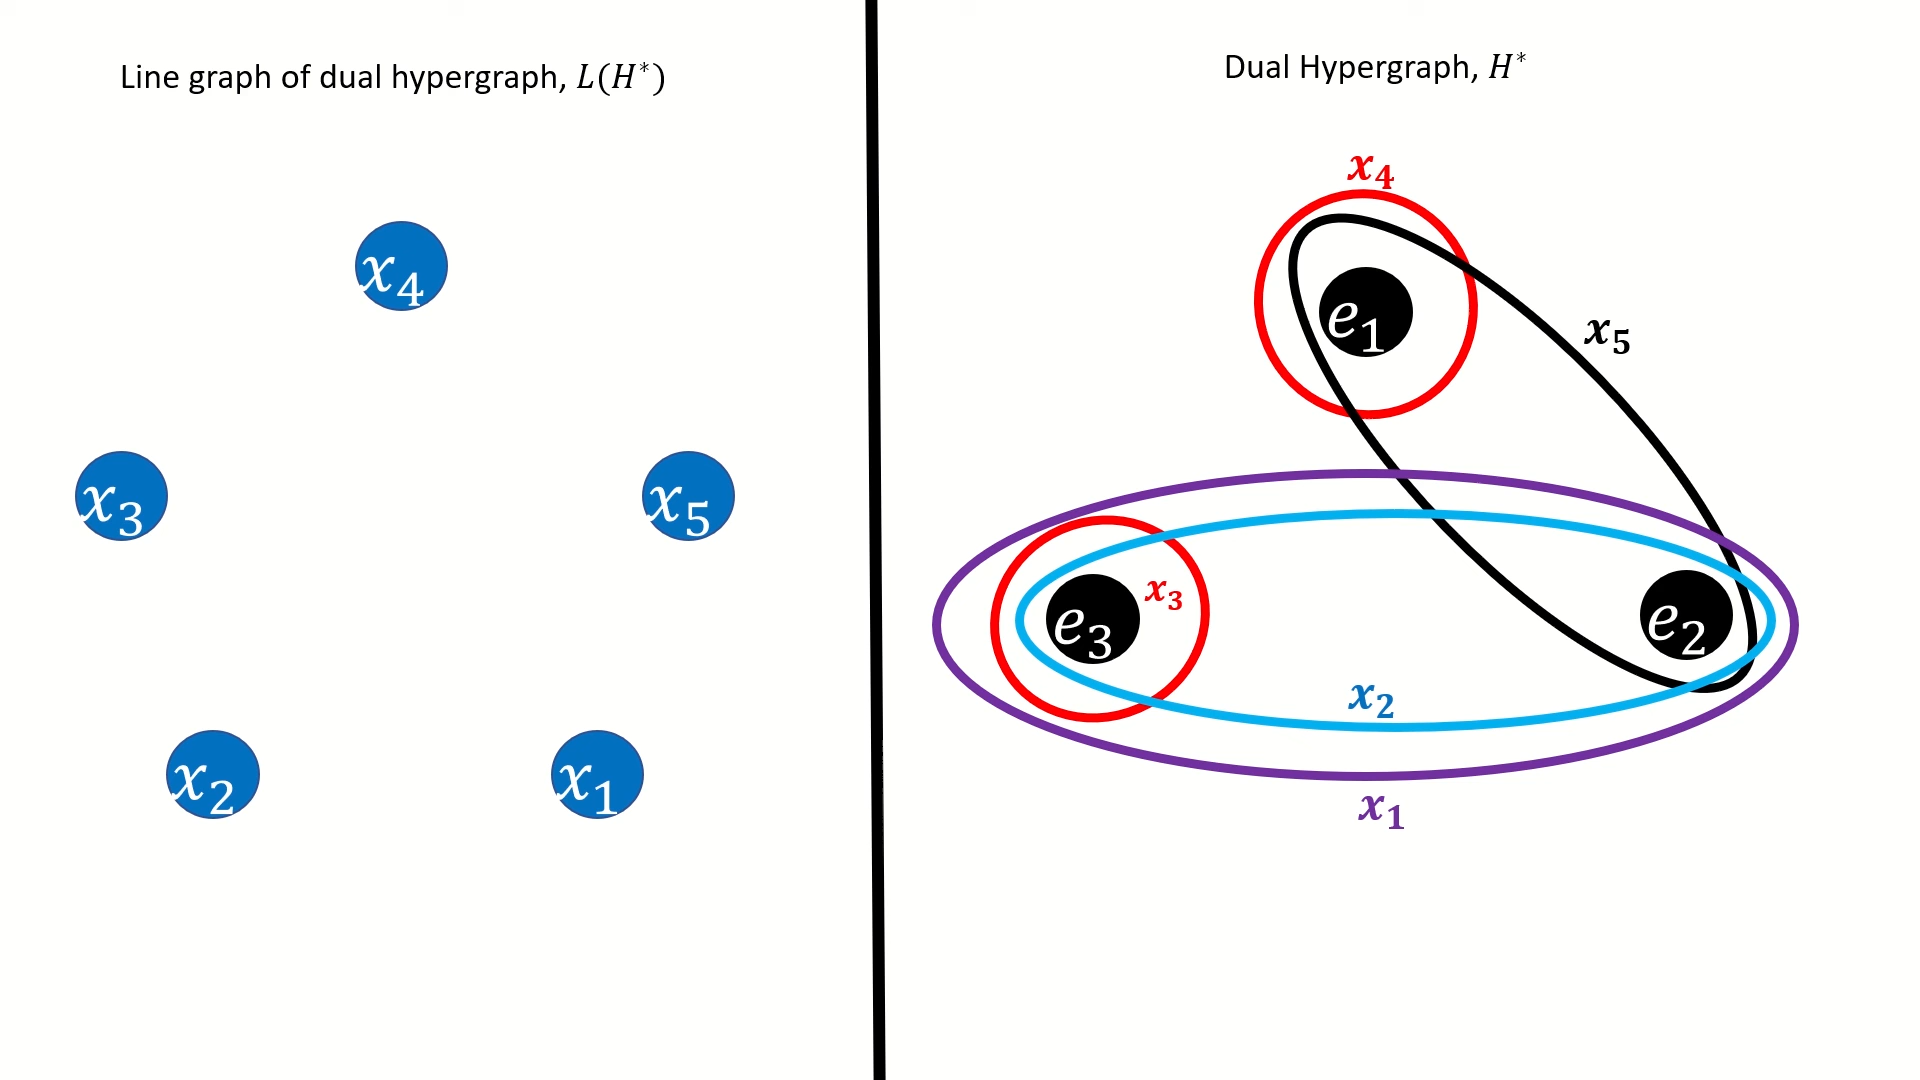 Line graph of dual hypergraph, L(H*)
x₄
x₃
x₅
x₂
x₁
Dual Hypergraph, H*
x₄
e₁
x₅
e₃
x₃
e₂
x₂
x₁